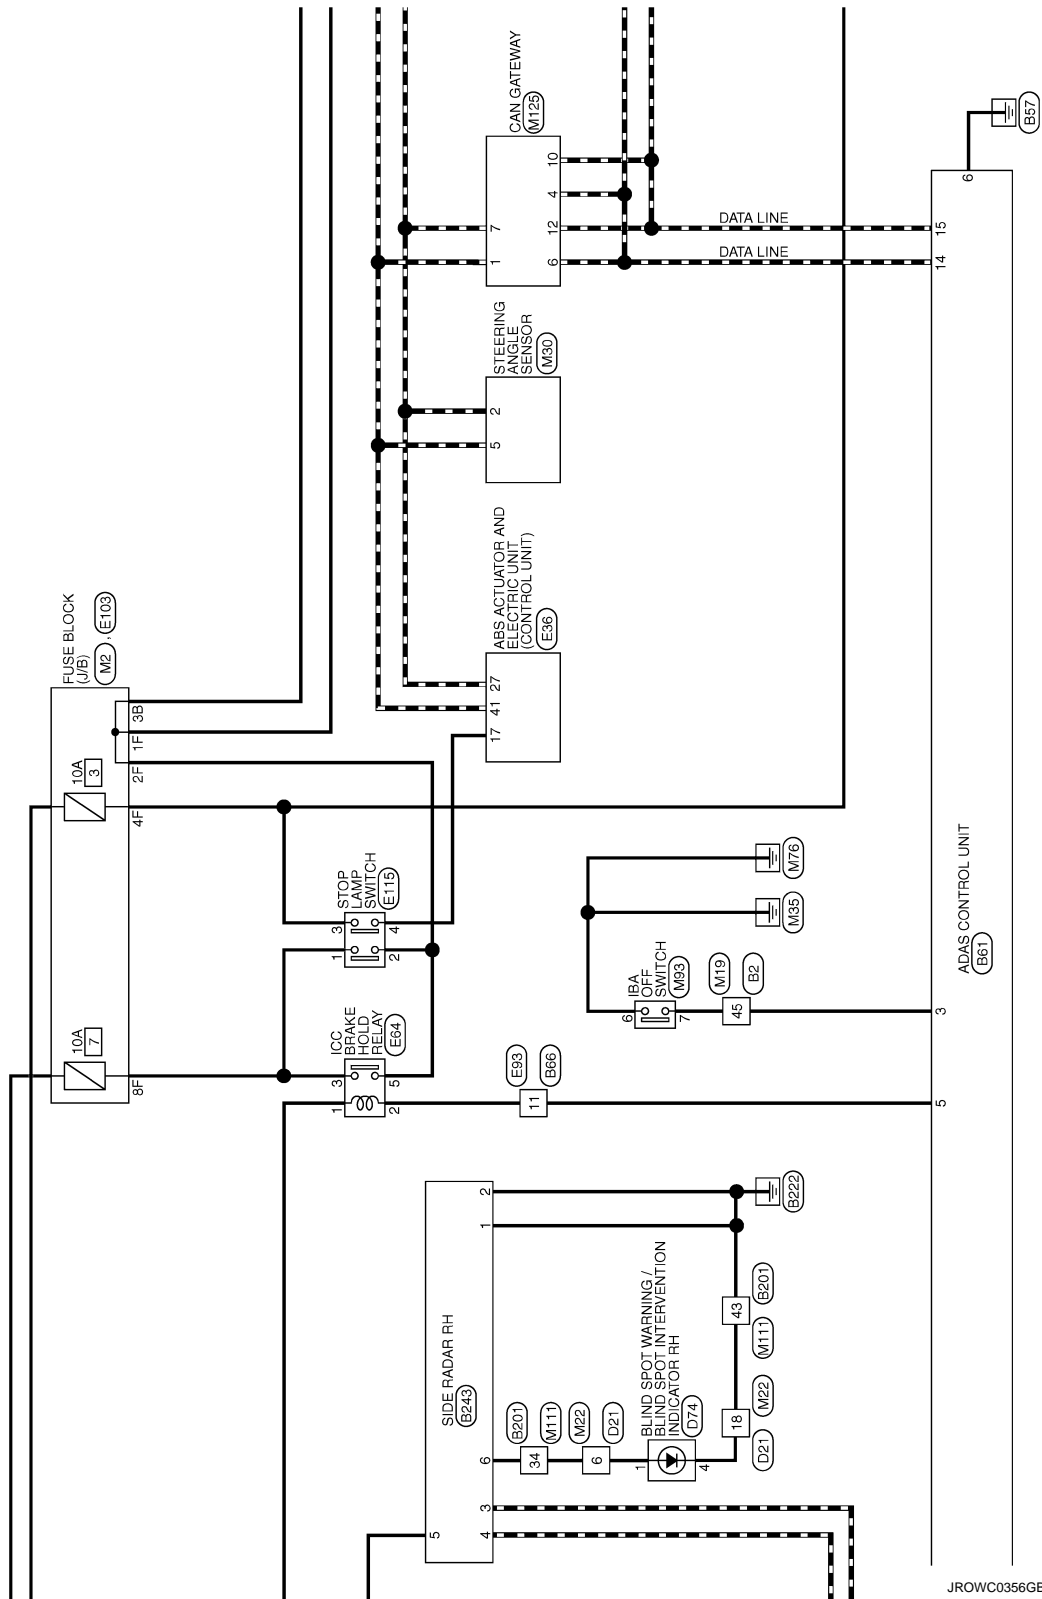 FUSE BLOCK
(J/B)
M2 , E103
10A
7
10A
3
8F
4F
2F
1F
3B
ICC
BRAKE
HOLD
RELAY
E64
1
3
2
5
STOP
LAMP
SWITCH
E115
1
3
2
4
ABS ACTUATOR AND
ELECTRIC UNIT
(CONTROL UNIT)
E36
17
41
27
STEERING
ANGLE
SENSOR
M30
5
2
CAN GATEWAY
M125
1
7
6
12
4
10
DATA LINE
DATA LINE
SIDE RADAR RH
B243
5
4
3
6
1
2
B201
34
M111
M22
6
D21
BLIND SPOT WARNING /
BLIND SPOT INTERVENTION
INDICATOR RH
D74
1
4
D21
18
M22
M111
43
B201
B222
E93
11
B66
IBA
OFF
SWITCH
M93
6
7
M19
45
B2
M35
M76
5
3
14
15
6
B57
ADAS CONTROL UNIT
B61
JROWC0356GE